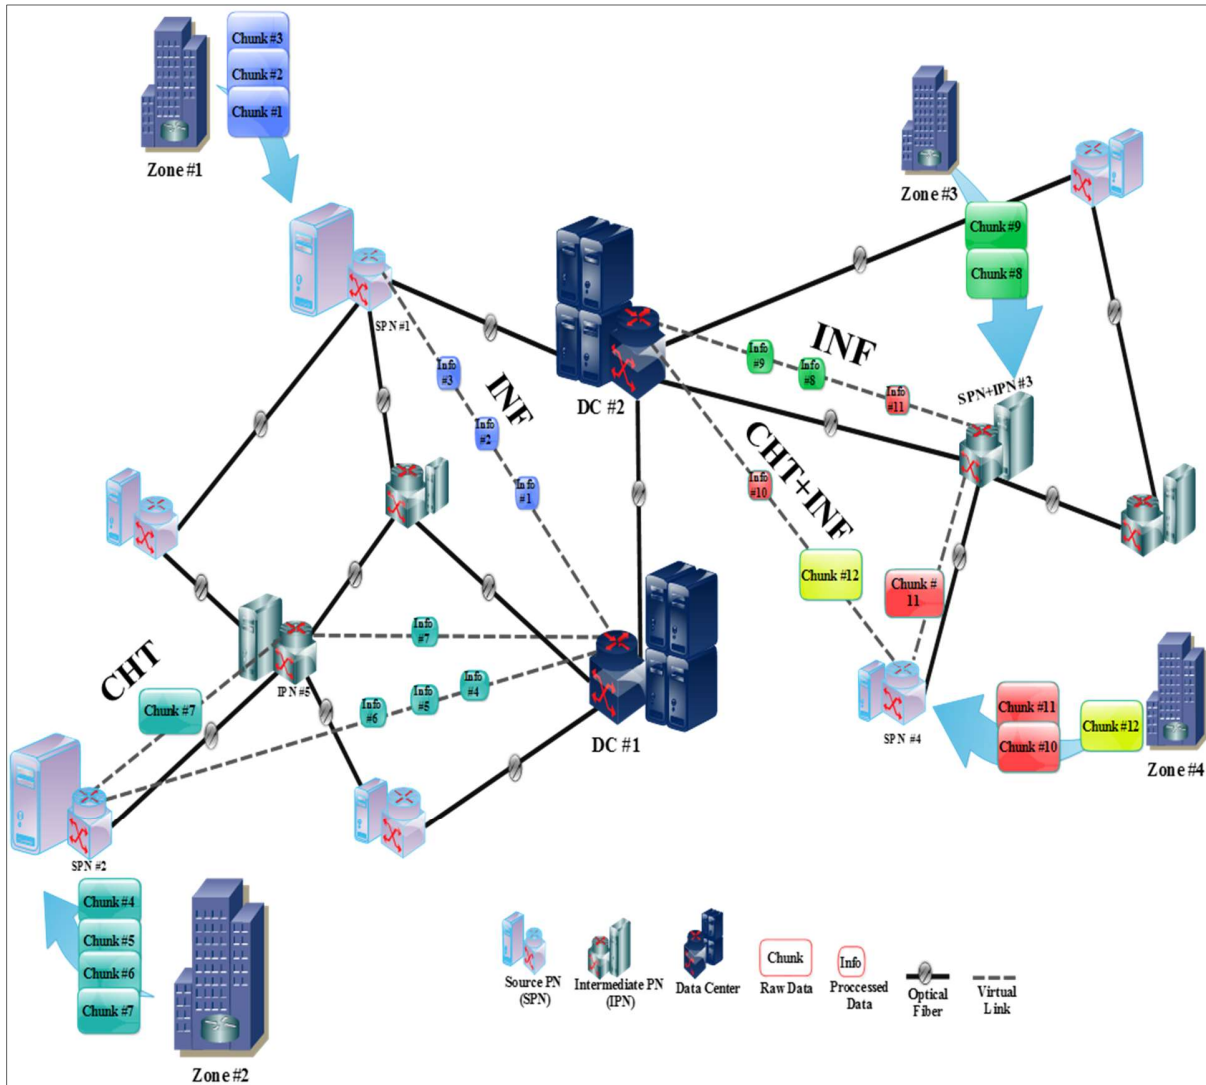 Chunk #3
Chunk #2
Chunk #1
Zone #1
Zone #3
Chunk #9
Chunk #8
SPN #1
INF
Info
#3
Info
#2
Info
#1
DC #2
INF
Info
#9
Info
#8
Info
#11
SPN+IPN #3
CHT+INF
Info
#10
Chunk #12
Chunk #
11
CHT
Chunk #7
IPN #5
Info
#7
Info
#6
Info
#5
Info
#4
DC #1
SPN #4
Chunk #11
Chunk #10
Chunk #12
Zone #4
SPN #2
Chunk #4
Chunk #5
Chunk #6
Chunk #7
Zone #2
Source PN
(SPN)
Intermediate PN
(IPN)
Data Center
Chunk
Raw Data
Info
Proccessed
Data
Optical
Fiber
Virtual
Link